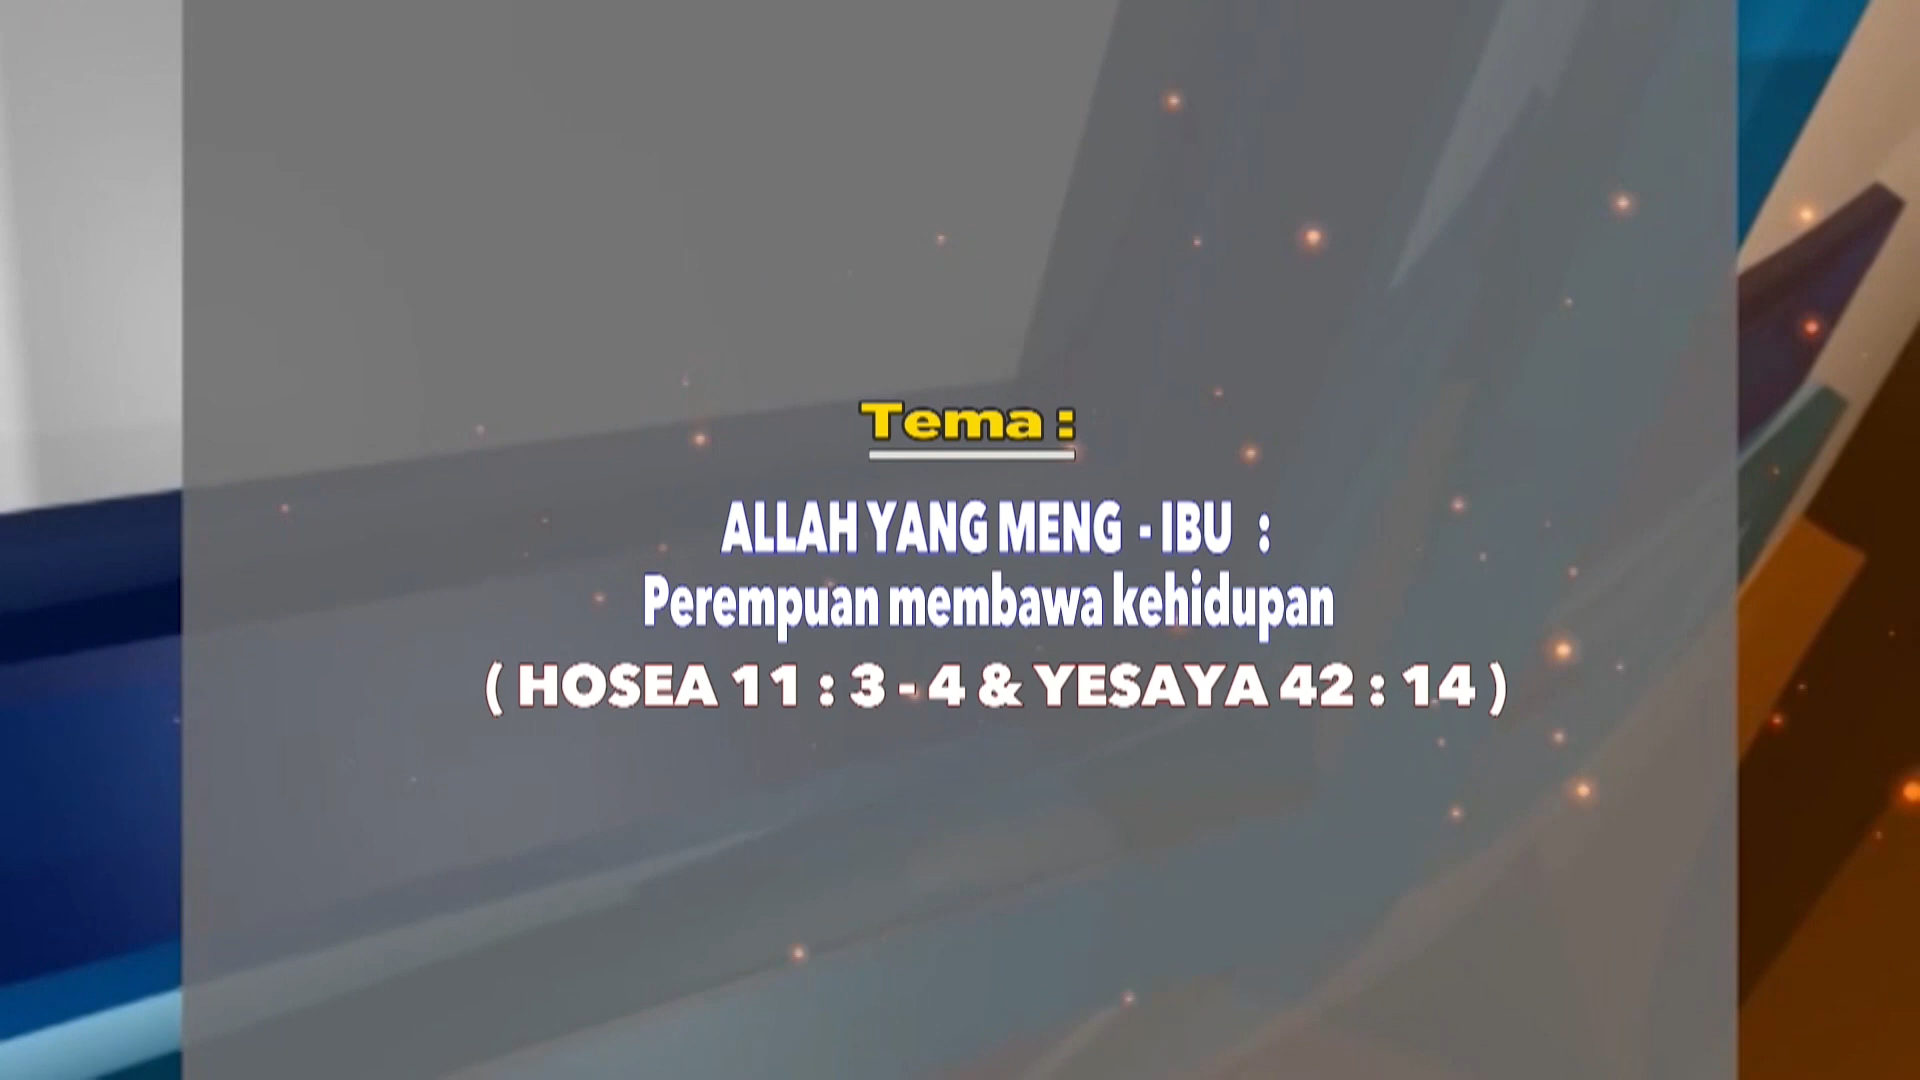 Tema :
ALLAH YANG MENG - IBU :
Perempuan membawa kehidupan
( HOSEA 11 : 3 - 4 & YESAYA 42 : 14 )